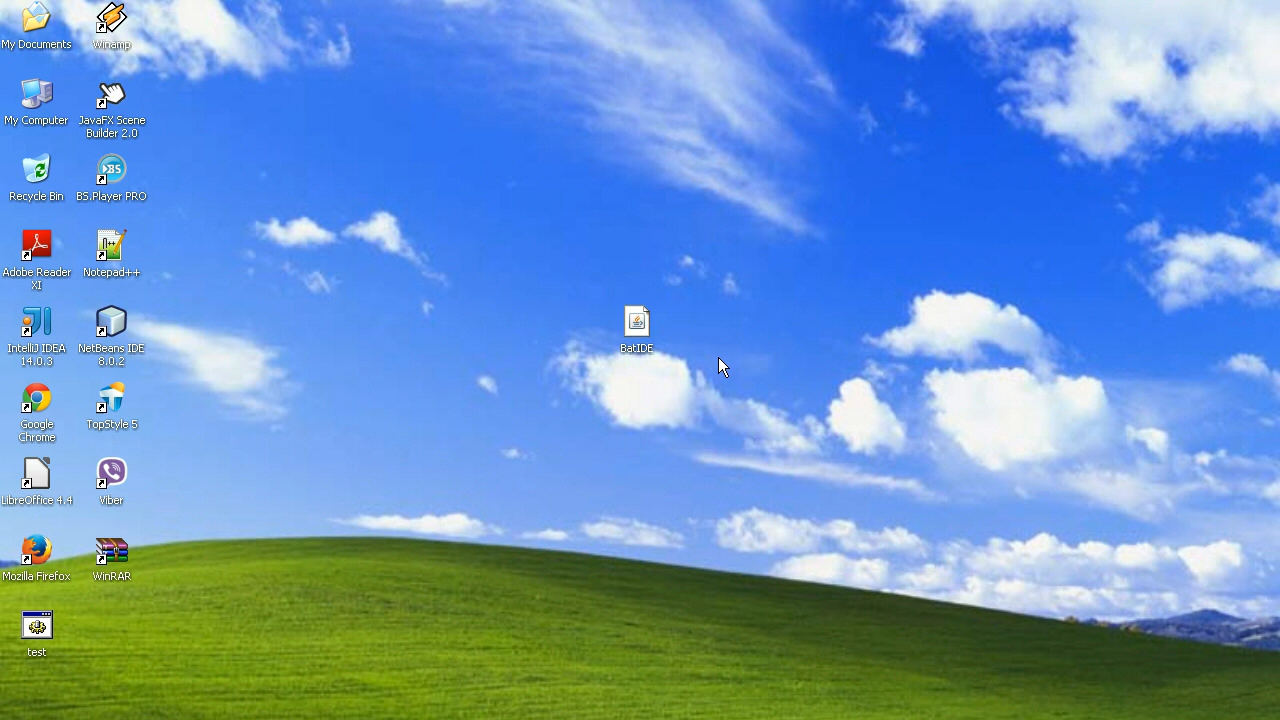 My Documents
Winamp
My Computer
JavaFX Scene
Builder 2.0
Recycle Bin
BS.Player PRO
Adobe Reader
XI
Notepad++
IntelliJ IDEA
14.0.3
NetBeans IDE
8.0.2
BatIDE
Google
Chrome
TopStyle 5
LibreOffice 4.4
Viber
Mozilla Firefox
WinRAR
test